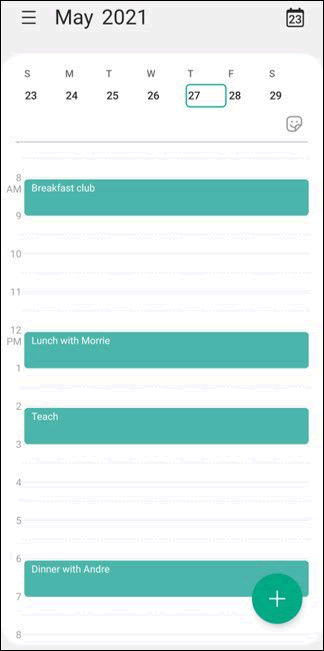 May 2021
23
S M T W T F S
23 24 25 26 27 28 29
8
AM
Breakfast club
9
10
11
12
PM
Lunch with Morrie
1
2
Teach
3
4
5
6
Dinner with Andre
7
8